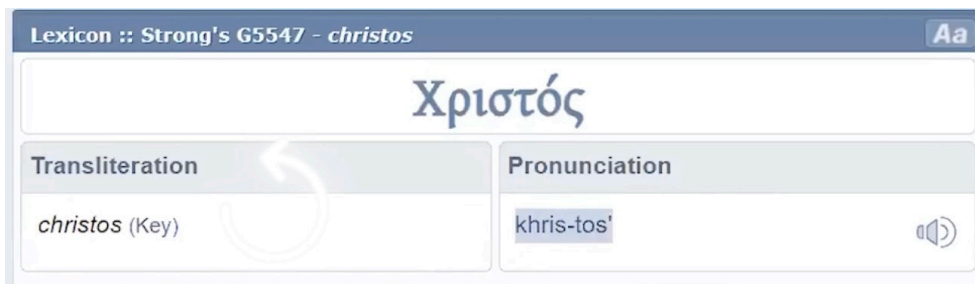 Lexicon :: Strong's G5547 - christos
Aa
Χριστός
Transliteration
Pronunciation
christos (Key)
khris-tos'